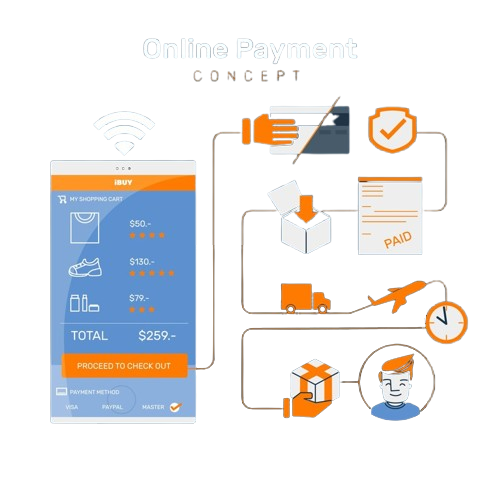 Online Payment
CONCEPT
iBUY
MY SHOPPING CART
$50.-
$130.-
$79.-
TOTAL $259.-
PROCEED TO CHECK OUT
PAYMENT METHOD
VISA PAYPAL MASTER
PAID